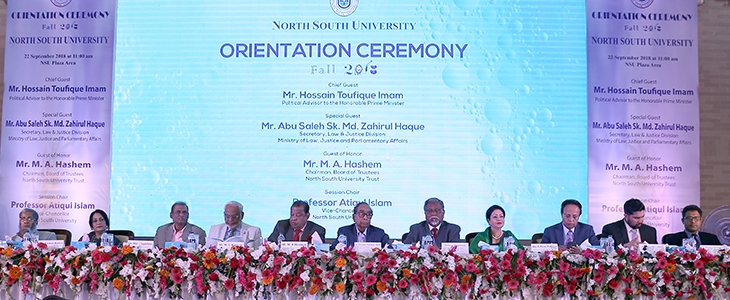 ORIENTATION CEREMONY
Fall 2018
NORTH SOUTH UNIVERSITY
22 September 2018 at 11:00 am
NSU Plaza Area
Chief Guest
Mr. Hossain Toufique Imam
Political Advisor to the Honorable Prime Minister
Special Guest
Mr. Abu Saleh Sk. Md. Zahirul Haque
Secretary, Law & Justice Division
Ministry of Law, Justice and Parliamentary Affairs
Guest of Honor
Mr. M. A. Hashem
Chairman, Board of Trustees
North South University Trust
Session Chair
Professor Atiqul Islam
NORTH SOUTH UNIVERSITY
ORIENTATION CEREMONY
Fall 2018
Chief Guest
Mr. Hossain Toufique Imam
Political Advisor to the Honorable Prime Minister
Special Guest
Mr. Abu Saleh Sk. Md. Zahirul Haque
Secretary, Law & Justice Division
Ministry of Law, Justice and Parliamentary Affairs
Guest of Honor
Mr. M. A. Hashem
Chairman, Board of Trustees
North South University Trust
Session Chair
Professor Atiqul Islam
Vice-Chancellor
North South
ORIENTATION CEREMONY
Fall 2018
NORTH SOUTH UNIVERSITY
22 September 2018 at 11:00 am
NSU Plaza Area
Chief Guest
Mr. Hossain Toufique Imam
Political Advisor to the Honorable Prime Minister
Special Guest
Mr. Abu Saleh Sk. Md. Zahirul Haque
Secretary, Law & Justice Division
Ministry of Law, Justice and Parliamentary Affairs
Guest of Honor
Mr. M. A. Hashem
Chairman, Board of Trustees
North South University Trust
Session Chair
Professor Atiqul Islam